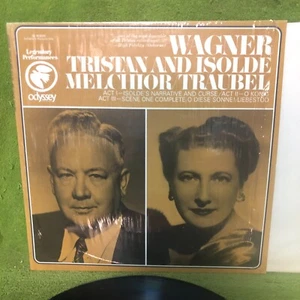 WAGNER
TRISTAN AND ISOLDE
MELCHIOR TRAUBEL
ACT I—ISOLDE'S NARRATIVE AND CURSE; ACT II—O KÖNIG
ACT III—SCENE ONE COMPLETE; O DIESE SONNE; LIEBESTOD
Legendary
Performances
odyssey